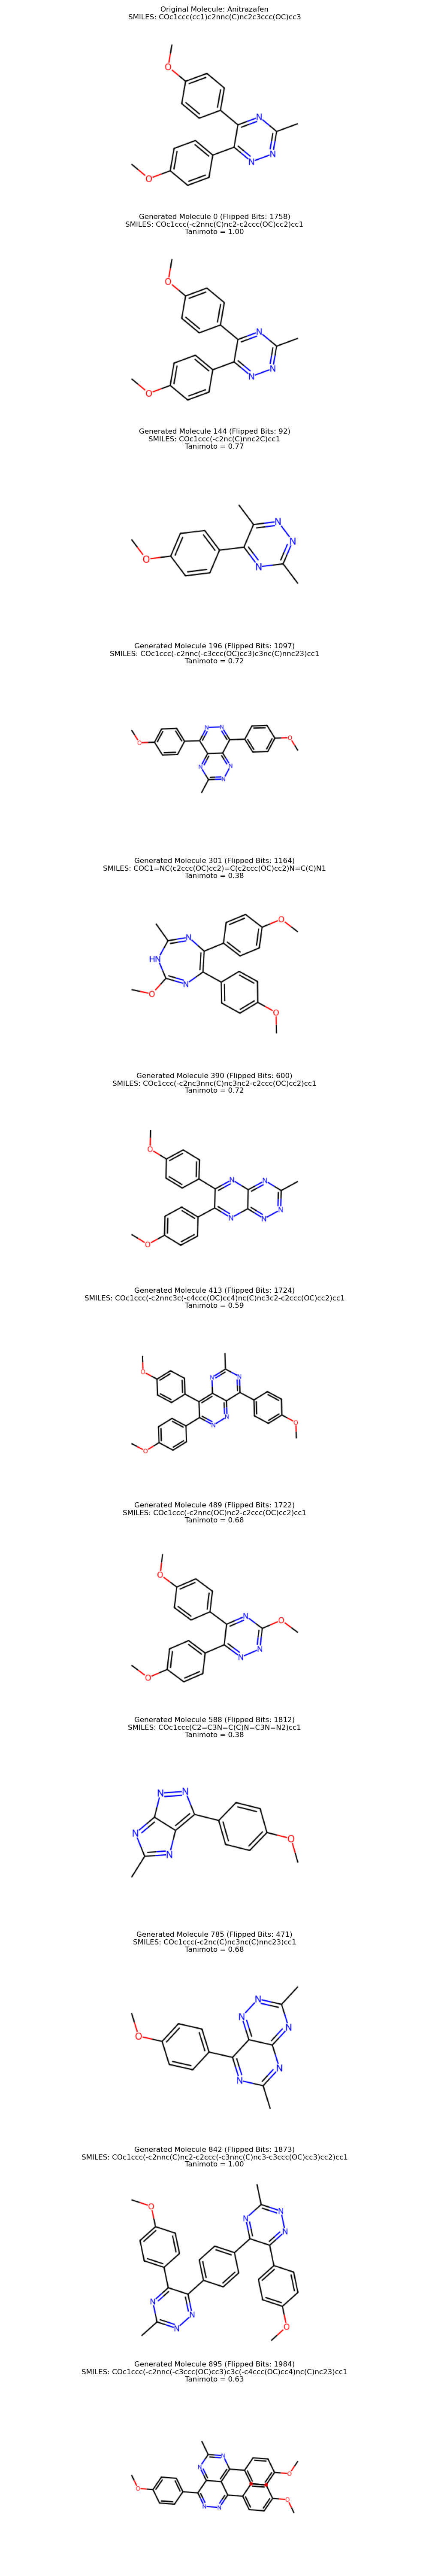 Original Molecule: Anitrazafen
SMILES: COc1ccc(cc1)c2nnc(C)nc2c3ccc(OC)cc3
O
N
N
N
O
Generated Molecule 0 (Flipped Bits: 1758)
SMILES: COc1ccc(-c2nnc(C)nc2-c2ccc(OC)cc2)cc1
Tanimoto = 1.00
O
N
N
N
O
Generated Molecule 144 (Flipped Bits: 92)
SMILES: COc1ccc(-c2nc(C)nnc2C)cc1
Tanimoto = 0.77
N
N
O
N
Generated Molecule 196 (Flipped Bits: 1097)
SMILES: COc1ccc(-c2nnc(-c3ccc(OC)cc3)c3nc(C)nnc23)cc1
Tanimoto = 0.72
N N
O
O
N N
N
Generated Molecule 301 (Flipped Bits: 1164)
SMILES: COC1=NC(c2ccc(OC)cc2)=C(c2ccc(OC)cc2)N=C(C)N1
Tanimoto = 0.38
O
N
HN
N
O
O
Generated Molecule 390 (Flipped Bits: 600)
SMILES: COc1ccc(-c2nc3nnc(C)nc3nc2-c2ccc(OC)cc2)cc1
Tanimoto = 0.72
O
N N
N
N N
O
Generated Molecule 413 (Flipped Bits: 1724)
SMILES: COc1ccc(-c2nnc3c(-c4ccc(OC)cc4)nc(C)nc3c2-c2ccc(OC)cc2)cc1
Tanimoto = 0.59
O
N N
N
N
O
O
Generated Molecule 489 (Flipped Bits: 1722)
SMILES: COc1ccc(-c2nnc(OC)nc2-c2ccc(OC)cc2)cc1
Tanimoto = 0.68
O
N O
N
N
O
Generated Molecule 588 (Flipped Bits: 1812)
SMILES: COc1ccc(C2=C3N=C(C)N=C3N=N2)cc1
Tanimoto = 0.38
N N
N
O
N
Generated Molecule 785 (Flipped Bits: 471)
SMILES: COc1ccc(-c2nc(C)nc3nc(C)nnc23)cc1
Tanimoto = 0.68
N
N
N
O
N
N
Generated Molecule 842 (Flipped Bits: 1873)
SMILES: COc1ccc(-c2nnc(C)nc2-c2ccc(-c3nnc(C)nc3-c3ccc(OC)cc3)cc2)cc1
Tanimoto = 1.00
O
N
N
N
N
N
N
O
Generated Molecule 895 (Flipped Bits: 1984)
SMILES: COc1ccc(-c2nnc(-c3ccc(OC)cc3)c3c(-c4ccc(OC)cc4)nc(C)nc23)cc1
Tanimoto = 0.63
N
N
O
O
N N
O